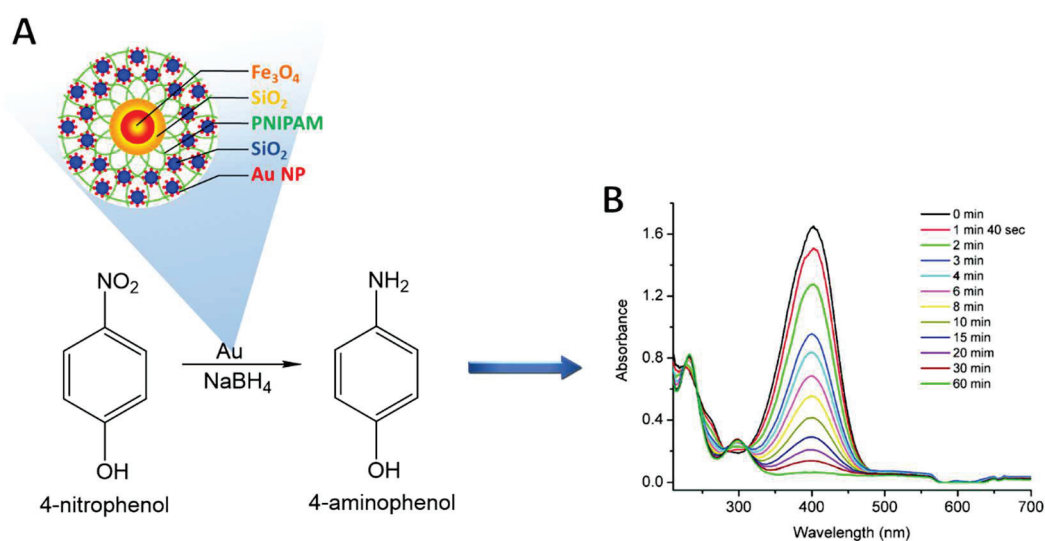 A
Fe₃O₄
SiO₂
PNIPAM
SiO₂
Au NP
NO₂
OH
4-nitrophenol
Au
NaBH₄
NH₂
OH
4-aminophenol
B
Absorbance
1.6
1.2
0.8
0.4
0.0
300 400 500 600 700
Wavelength (nm)
0 min
1 min 40 sec
2 min
3 min
4 min
6 min
8 min
10 min
15 min
20 mim
30 min
60 min